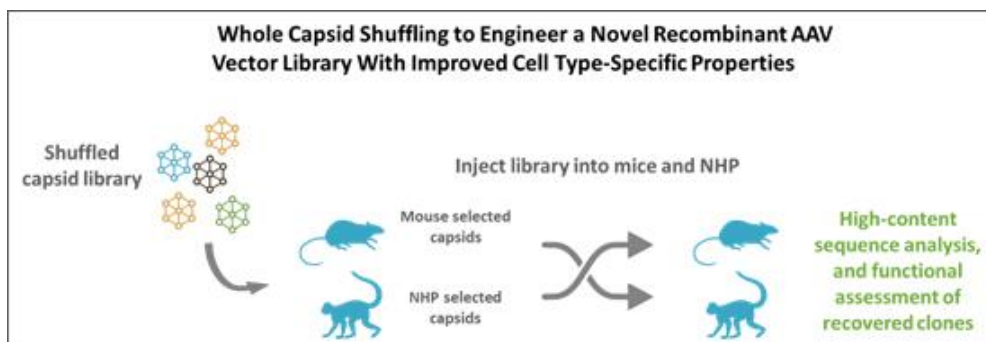 Whole Capsid Shuffling to Engineer a Novel Recombinant AAV
Vector Library With Improved Cell Type-Specific Properties
Shuffled
capsid library
Inject library into mice and NHP
Mouse selected
capsids
NHP selected
capsids
High-content
sequence analysis,
and functional
assessment of
recovered clones